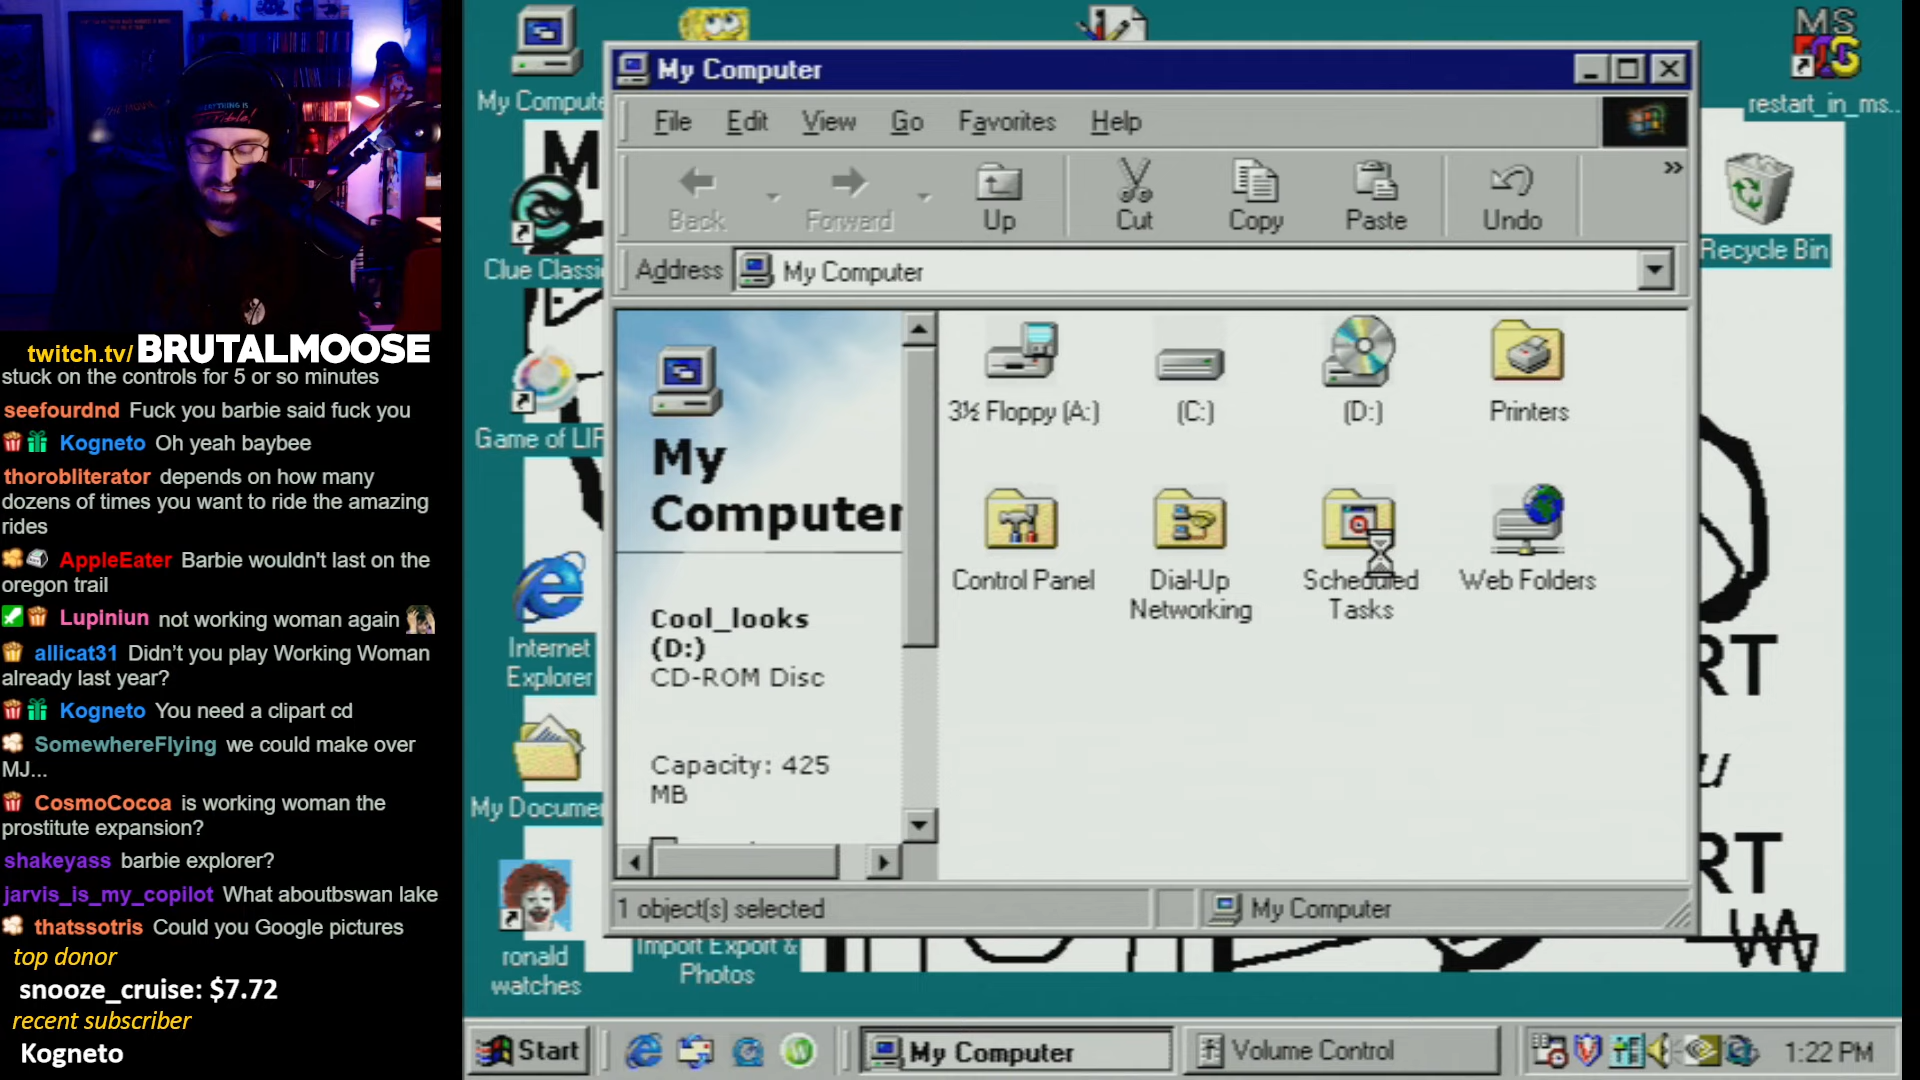 twitch.tv/BRUTALMOOSE
stuck on the controls for 5 or so minutes
seefourdnd Fuck you barbie said fuck you
Kogneto Oh yeah baybee
thorobliterator depends on how many
dozens of times you want to ride the amazing
rides
AppleEater Barbie wouldn't last on the
oregon trail
Lupiniun not working woman again
allicat31 Didn't you play Working Woman
already last year?
Kogneto You need a clipart cd
SomewhereFlying we could make over
MJ...
CosmoCocoa is working woman the
prostitute expansion?
shakeyass barbie explorer?
jarvis_is_my_copilot What aboutbswan lake
thatssotris Could you Google pictures
top donor
snooze_cruise: $7.72
recent subscriber
Kogneto
My Compute
Clue Classi
Game of LIF
Internet
Explorer
My Documen
ronald
watches
Import Export &
Photos
MS
restart_in_ms...
Recycle Bin
My Computer
File Edit View Go Favorites Help
Back Forward Up Cut Copy Paste Undo
Address My Computer
My
Computer
Cool_looks
(D:)
CD-ROM Disc
Capacity: 425
MB
3½ Floppy (A:) (C:) (D:) Printers
Control Panel Dial-Up Networking Scheduled Tasks Web Folders
1 object(s) selected My Computer
RT
RT
Start My Computer Volume Control 1:22 PM